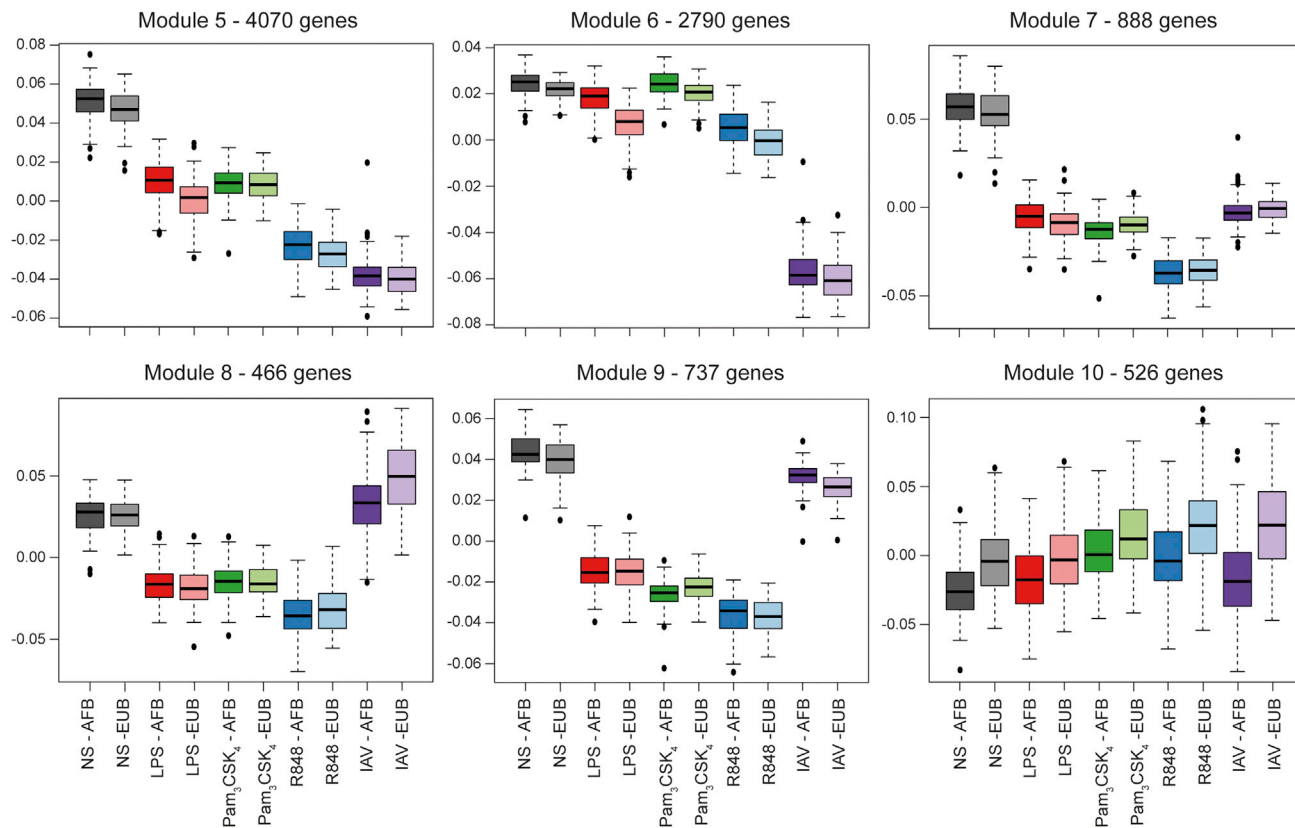 Module 5 - 4070 genes
0.08
0.06
0.04
0.02
0.00
-0.02
-0.04
-0.06
Module 6 - 2790 genes
0.04
0.02
0.00
-0.02
-0.04
-0.06
-0.08
Module 7 - 888 genes
0.05
0.00
-0.05
Module 8 - 466 genes
0.05
0.00
-0.05
Module 9 - 737 genes
0.06
0.04
0.02
0.00
-0.02
-0.04
-0.06
Module 10 - 526 genes
0.10
0.05
0.00
-0.05
NS - AFB
NS -EUB
LPS - AFB
LPS -EUB
Pam₃CSK₄ - AFB
Pam₃CSK₄ -EUB
R848 - AFB
R848 -EUB
IAV - AFB
IAV -EUB
NS - AFB
NS -EUB
LPS - AFB
LPS -EUB
Pam₃CSK₄ - AFB
Pam₃CSK₄ -EUB
R848 - AFB
R848 -EUB
IAV - AFB
IAV -EUB
NS - AFB
NS -EUB
LPS - AFB
LPS -EUB
Pam₃CSK₄ - AFB
Pam₃CSK₄ -EUB
R848 - AFB
R848 -EUB
IAV - AFB
IAV -EUB